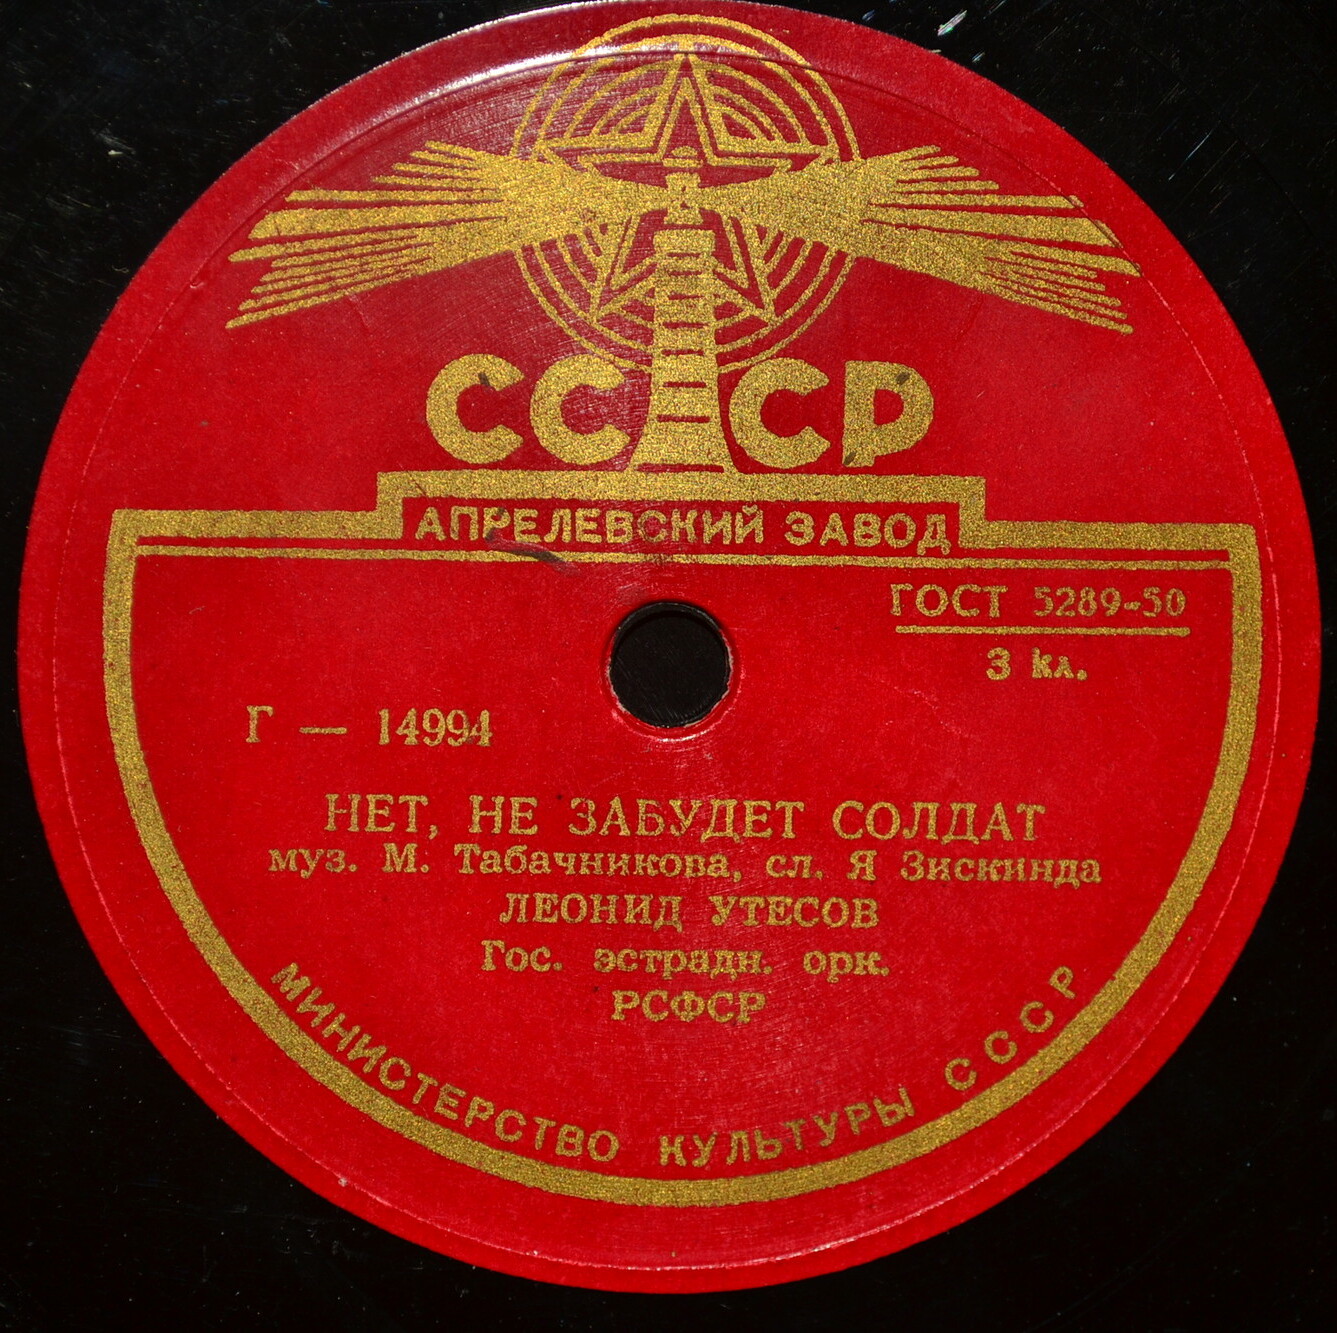 СССР
АПРЕЛЕВСКИЙ ЗАВОД
ГОСТ 5289-50
3 кл.
Г — 14994
НЕТ, НЕ ЗАБУДЕТ СОЛДАТ
муз. М. Табачникова, сл. Я Зискинда
ЛЕОНИД УТЕСОВ
Гос. эстрадн. орк.
РСФСР
МИНИСТЕРСТВО КУЛЬТУРЫ СССР